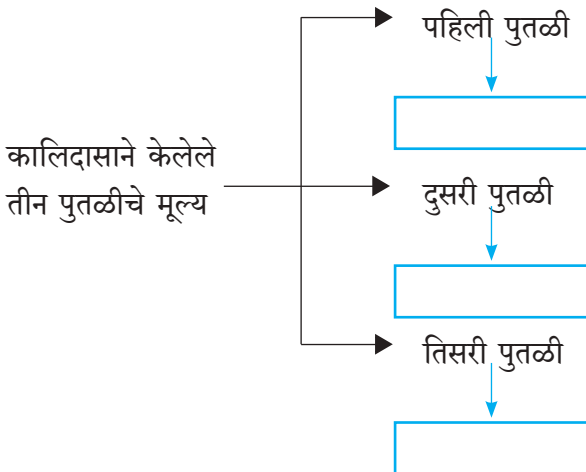 पहिली पुतळी
कालिदासाने केलेले
तीन पुतळीचे मूल्य
दुसरी पुतळी
तिसरी पुतळी